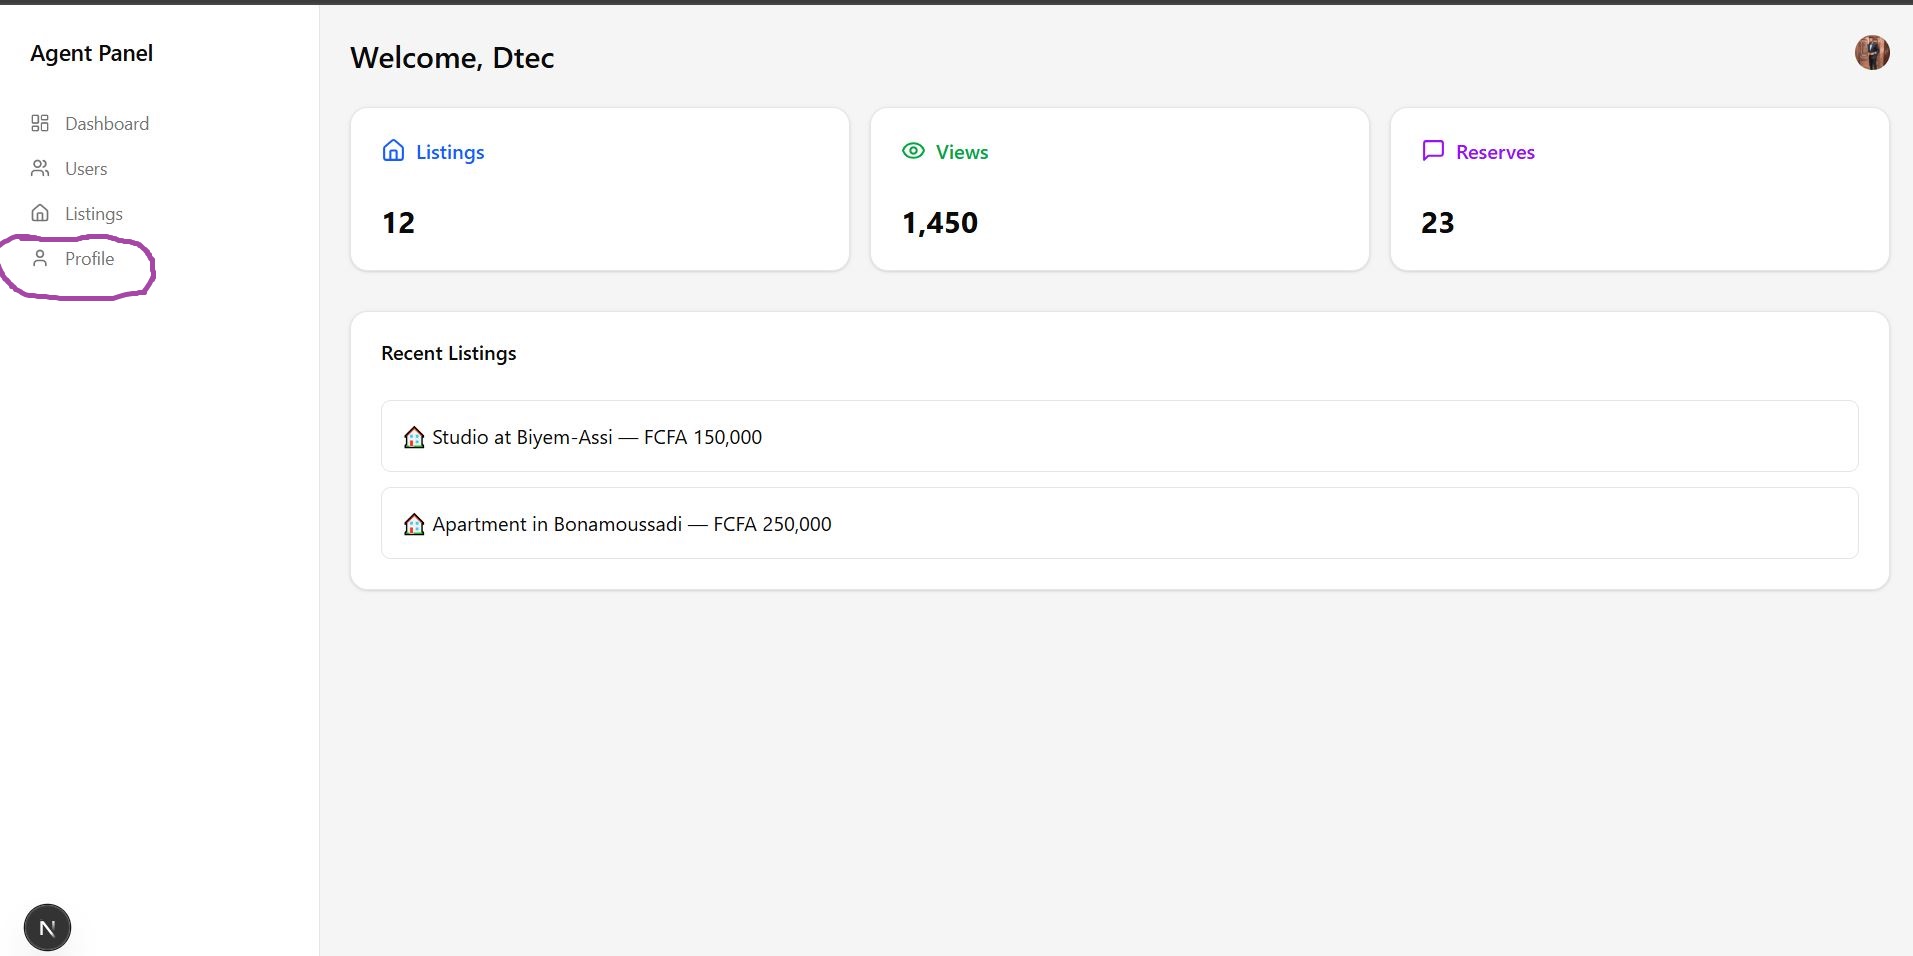 Agent Panel
Dashboard
Users
Listings
Profile
Welcome, Dtec
Listings
12
Views
1,450
Reserves
23
Recent Listings
Studio at Biyem-Assi — FCFA 150,000
Apartment in Bonamoussadi — FCFA 250,000
N